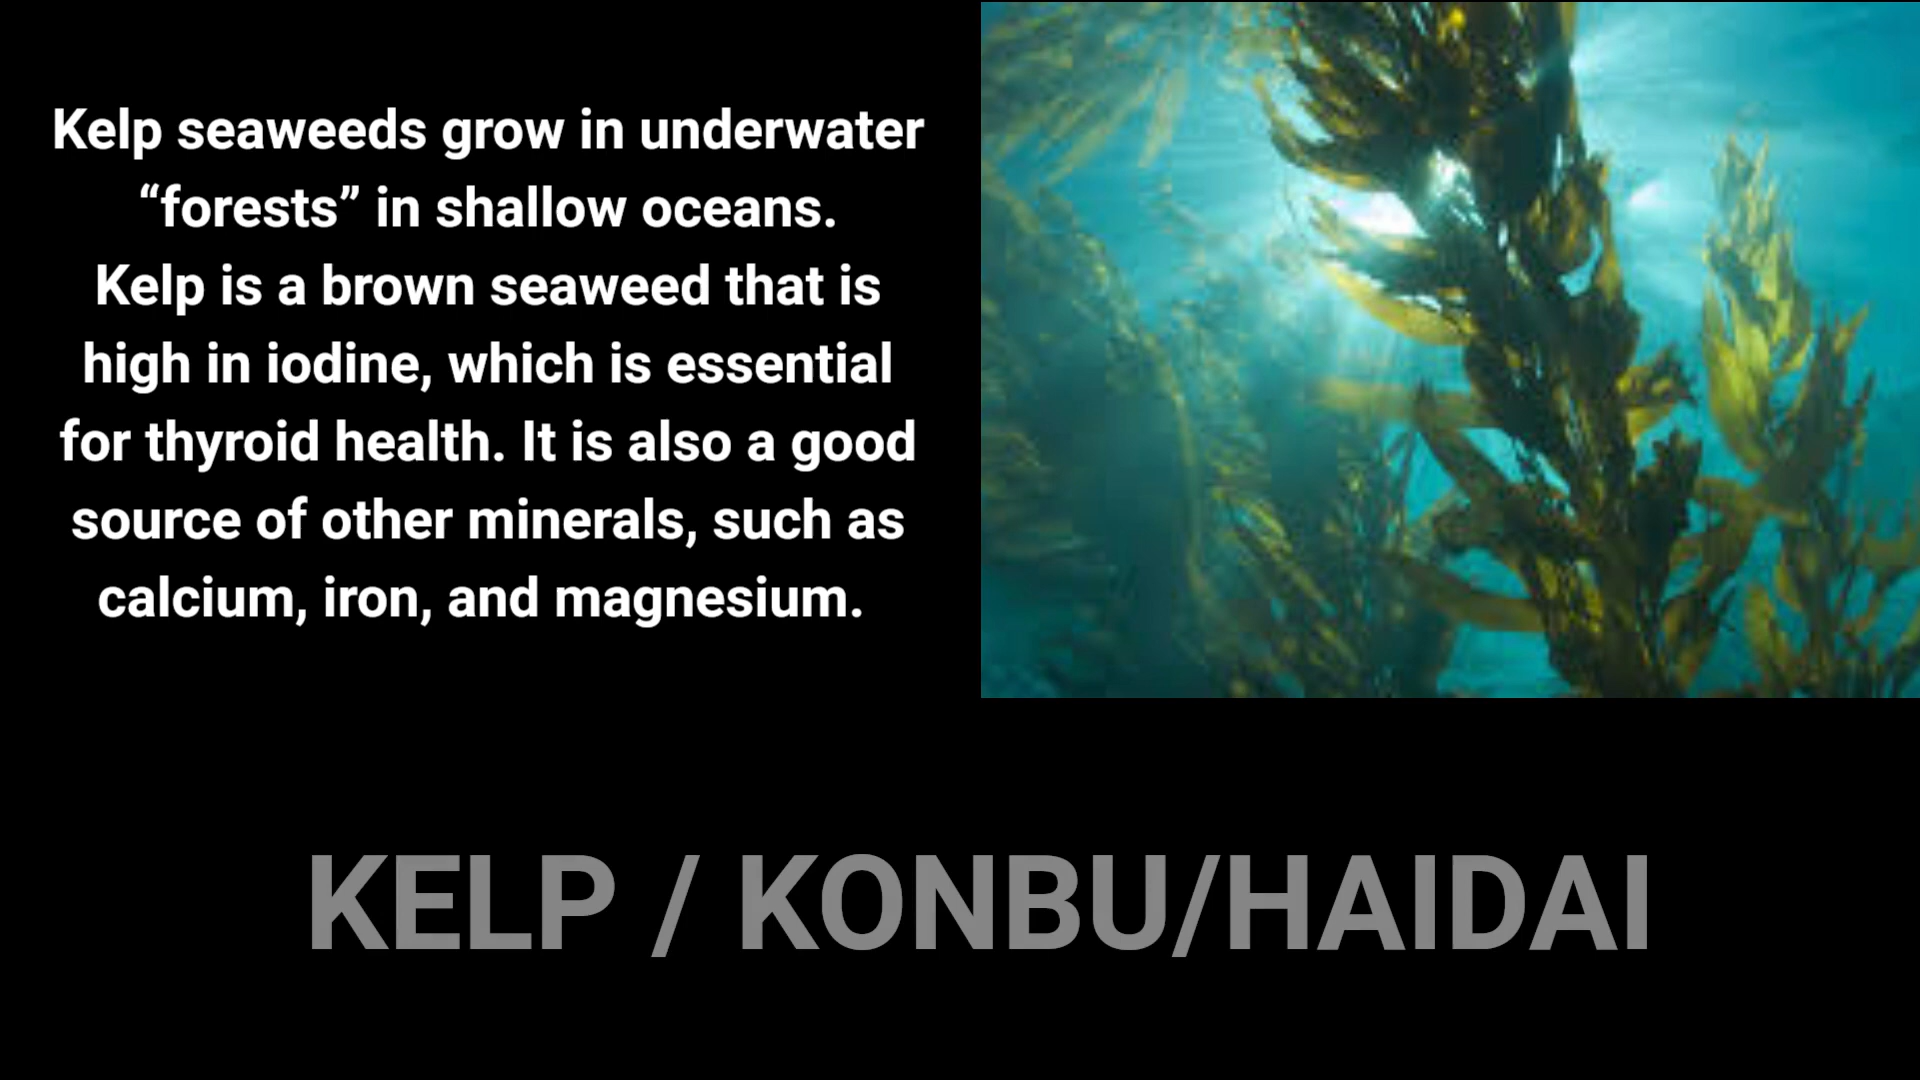 Kelp seaweeds grow in underwater
“forests” in shallow oceans.
Kelp is a brown seaweed that is
high in iodine, which is essential
for thyroid health. It is also a good
source of other minerals, such as
calcium, iron, and magnesium.
KELP / KONBU/HAIDAI